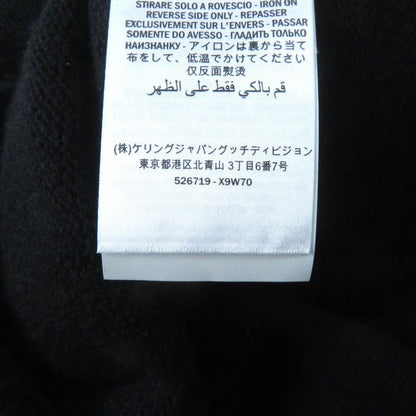 STIRARE SOLO A ROVESCIO - IRON ON
REVERSE SIDE ONLY - REPASSER
EXCLUSIVEMENT SUR L'ENVERS - PASSAR
SOMENTE DO AVESSO - ГЛАДИТЬ ТОЛЬКО
НАИЗНАНКУ - アイロンは裏から当て
布をして、低温でかけてください
仅反面熨烫
قم بالكي فقط على الظهر
(株)ケリングジャパングッチディビジョン
東京都港区北青山 3丁目6番7号
526719 - X9W70